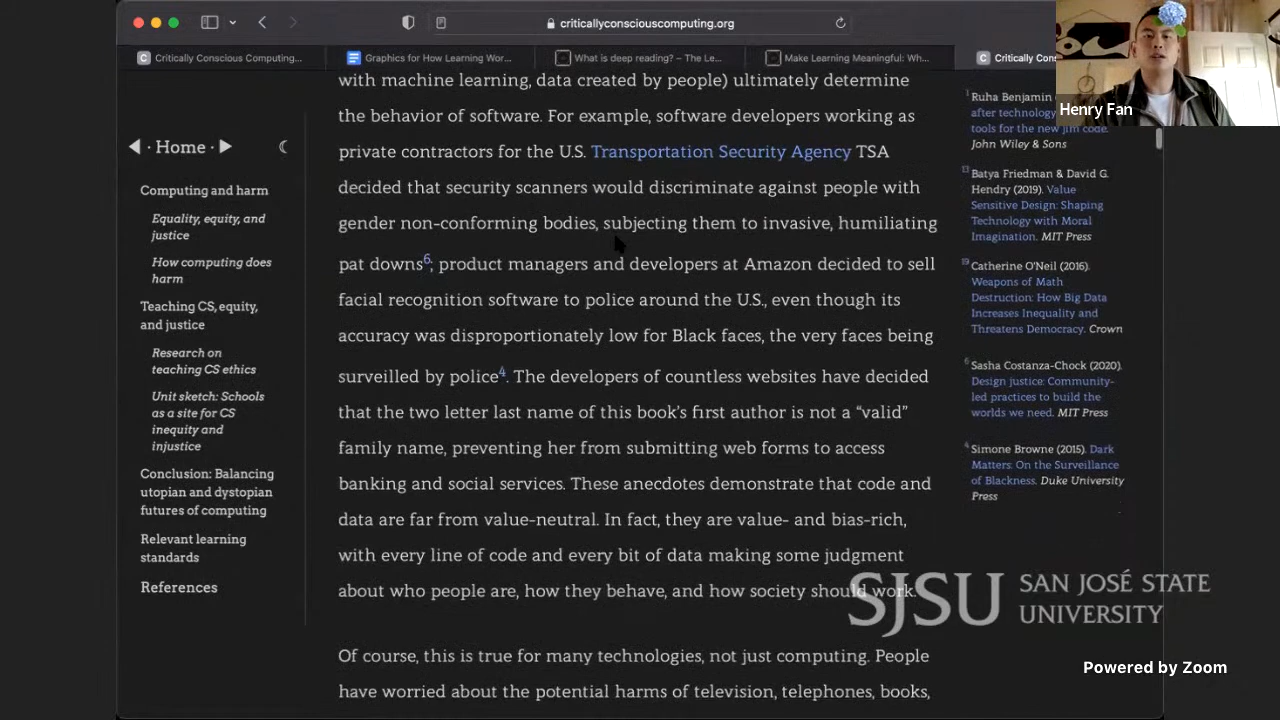 criticallyconsciouscomputing.org
Critically Conscious Computing...
Graphics for How Learning Wor...
What is deep reading? – The Le...
Make Learning Meaningful: Wh...
Critically Cons
Henry Fan
· Home ·
Computing and harm
Equality, equity, and
justice
How computing does
harm
Teaching CS, equity,
and justice
Research on
teaching CS ethics
Unit sketch: Schools
as a site for CS
inequity and
injustice
Conclusion: Balancing
utopian and dystopian
futures of computing
Relevant learning
standards
References
with machine learning, data created by people) ultimately determine
the behavior of software. For example, software developers working as
private contractors for the U.S. Transportation Security Agency TSA
decided that security scanners would discriminate against people with
gender non-conforming bodies, subjecting them to invasive, humiliating
pat downs6; product managers and developers at Amazon decided to sell
facial recognition software to police around the U.S., even though its
accuracy was disproportionately low for Black faces, the very faces being
surveilled by police4. The developers of countless websites have decided
that the two letter last name of this book's first author is not a “valid”
family name, preventing her from submitting web forms to access
banking and social services. These anecdotes demonstrate that code and
data are far from value-neutral. In fact, they are value- and bias-rich,
with every line of code and every bit of data making some judgment
about who people are, how they behave, and how society should work.
Of course, this is true for many technologies, not just computing. People
have worried about the potential harms of television, telephones, books,
Ruha Benjamin
after technology
tools for the new jim code.
John Wiley & Sons
Batya Friedman & David G.
Hendry (2019). Value
Sensitive Design: Shaping
Technology with Moral
Imagination. MIT Press
Catherine O'Neil (2016).
Weapons of Math
Destruction: How Big Data
Increases Inequality and
Threatens Democracy. Crown
6 Sasha Costanza-Chock (2020).
Design justice: Community-
led practices to build the
worlds we need. MIT Press
4 Simone Browne (2015). Dark
Matters: On the Surveillance
of Blackness. Duke University
Press
SJSU SAN JOSÉ STATE
UNIVERSITY
Powered by Zoom